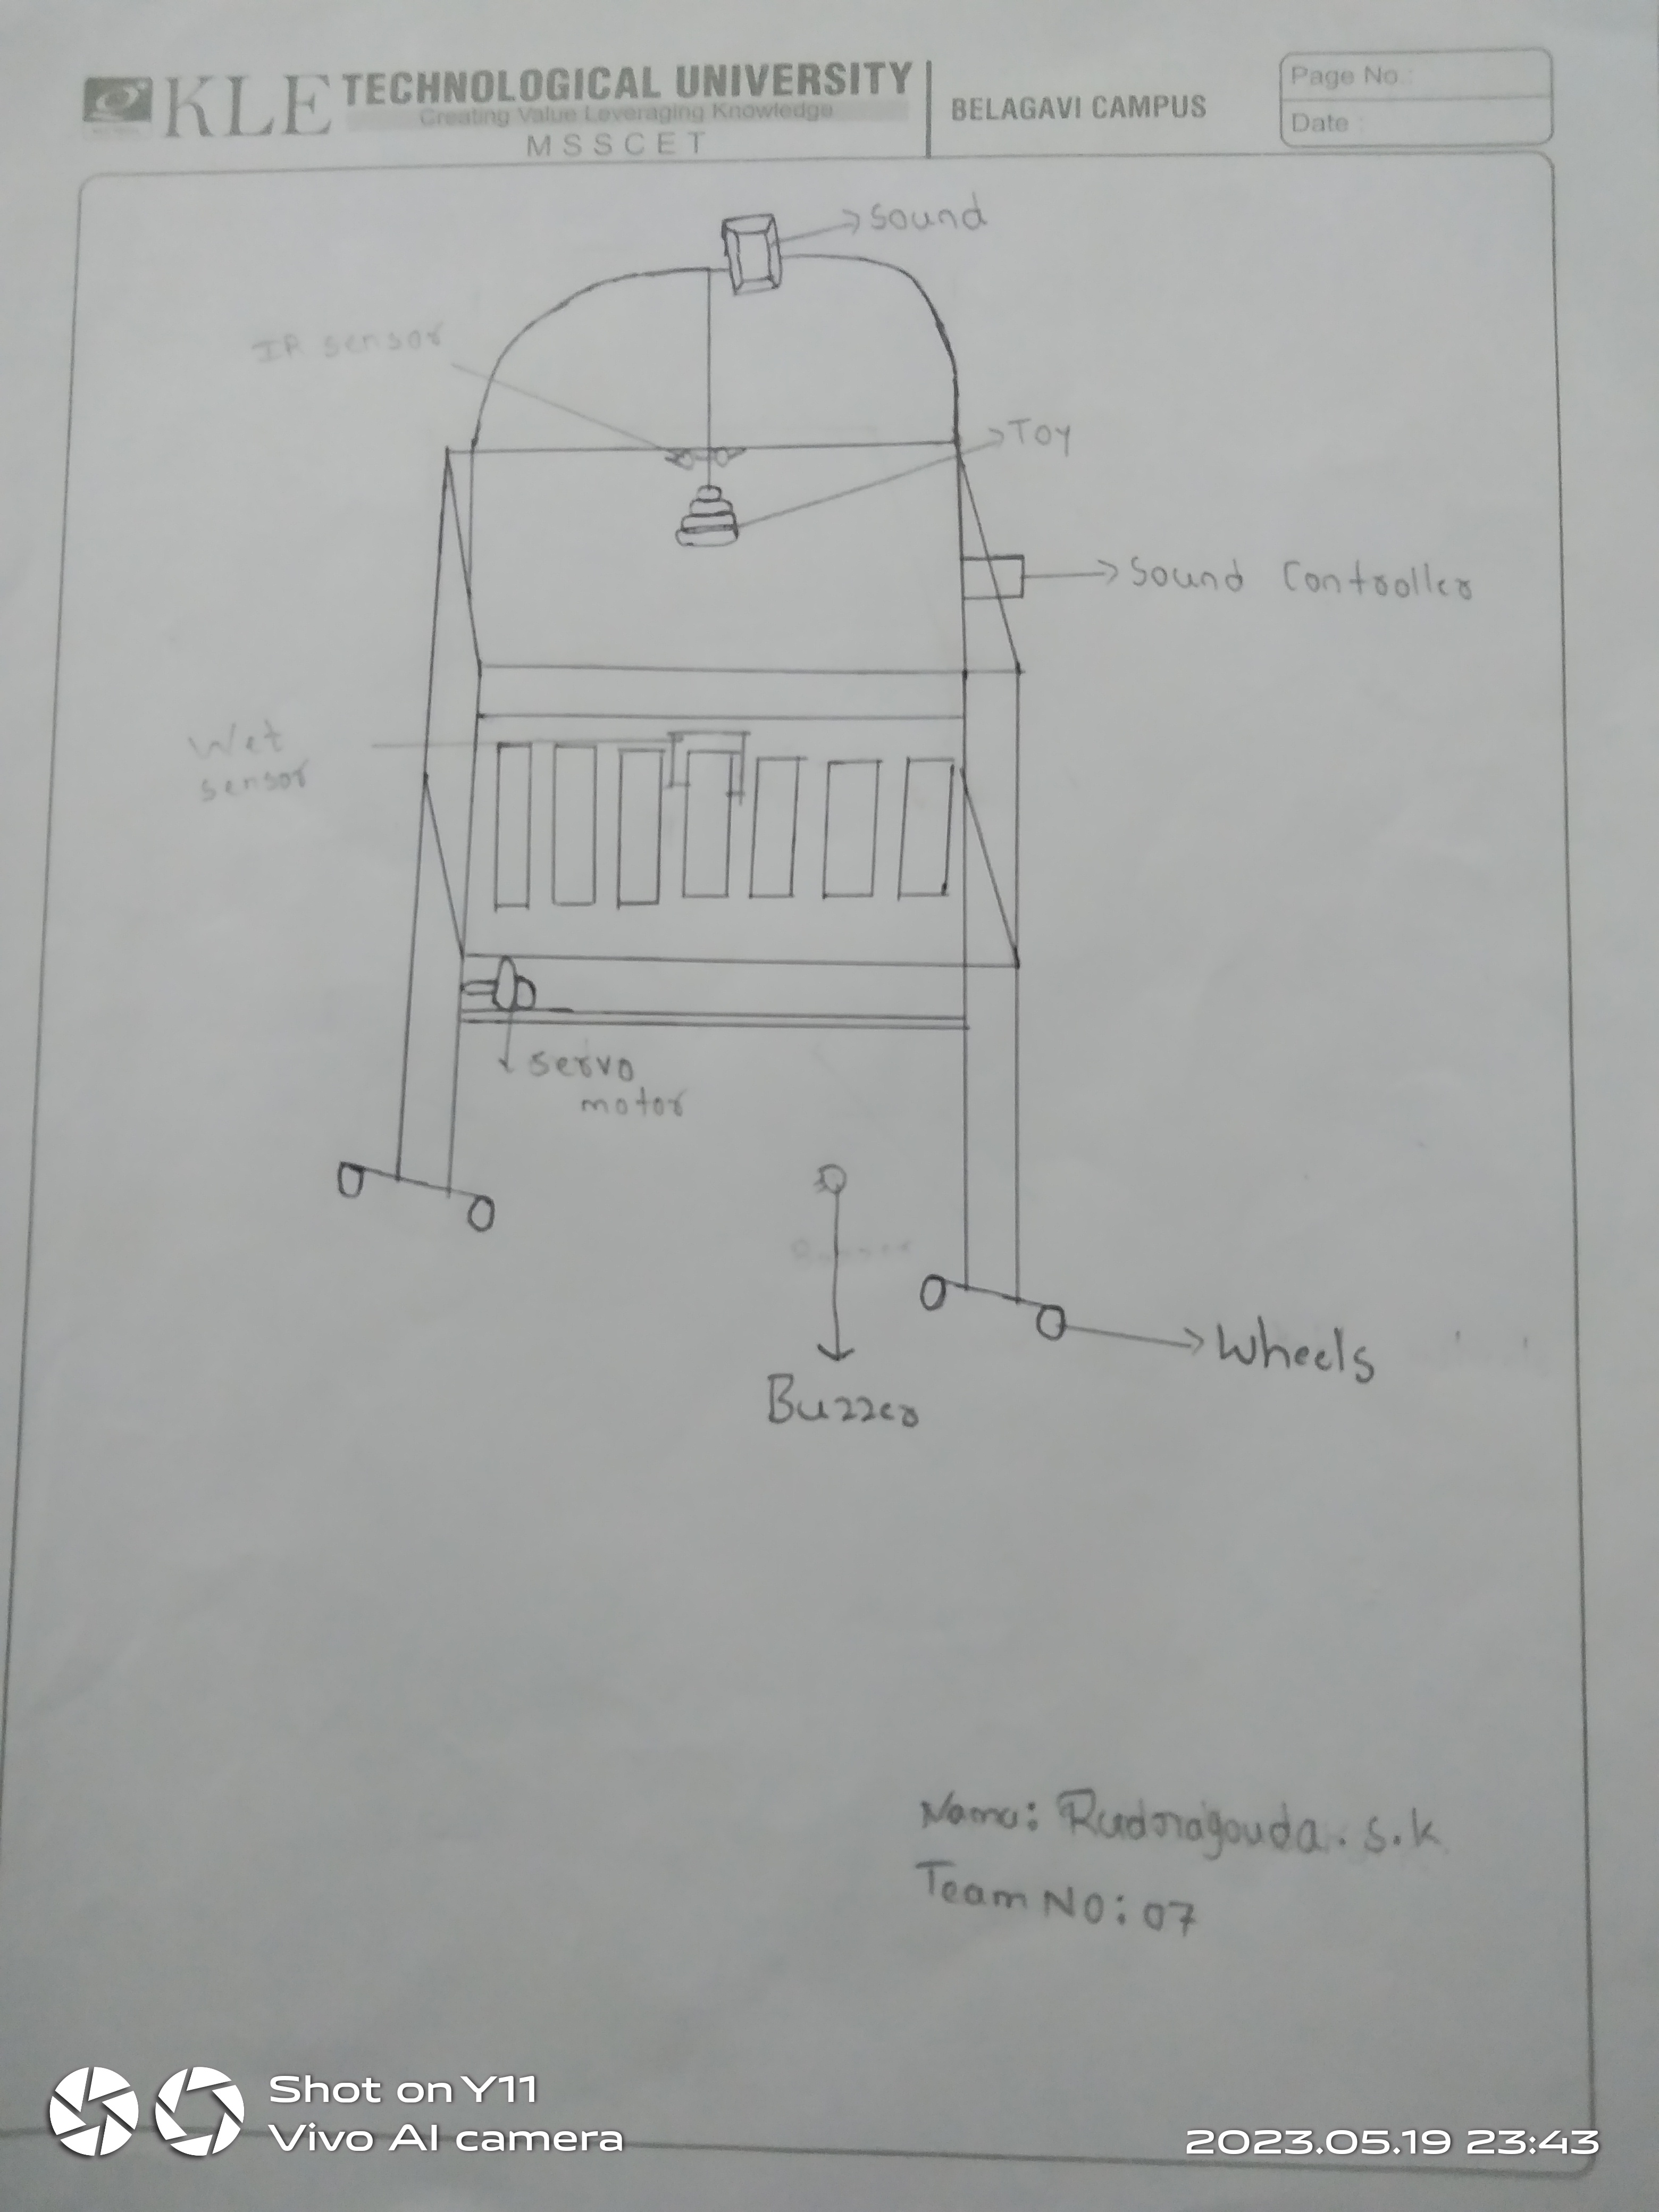 KLE TECHNOLOGICAL UNIVERSITY
Creating Value Leveraging Knowledge
MSSCET
BELAGAVI CAMPUS
Page No.:
Date :
Sound
IR sensor
Toy
Sound Controller
Wet
sensor
servo
motor
Buzzer
Wheels
Name: Rudragouda. s.k
Team NO: 07
Shot on Y11
Vivo AI camera
2023.05.19 23:43